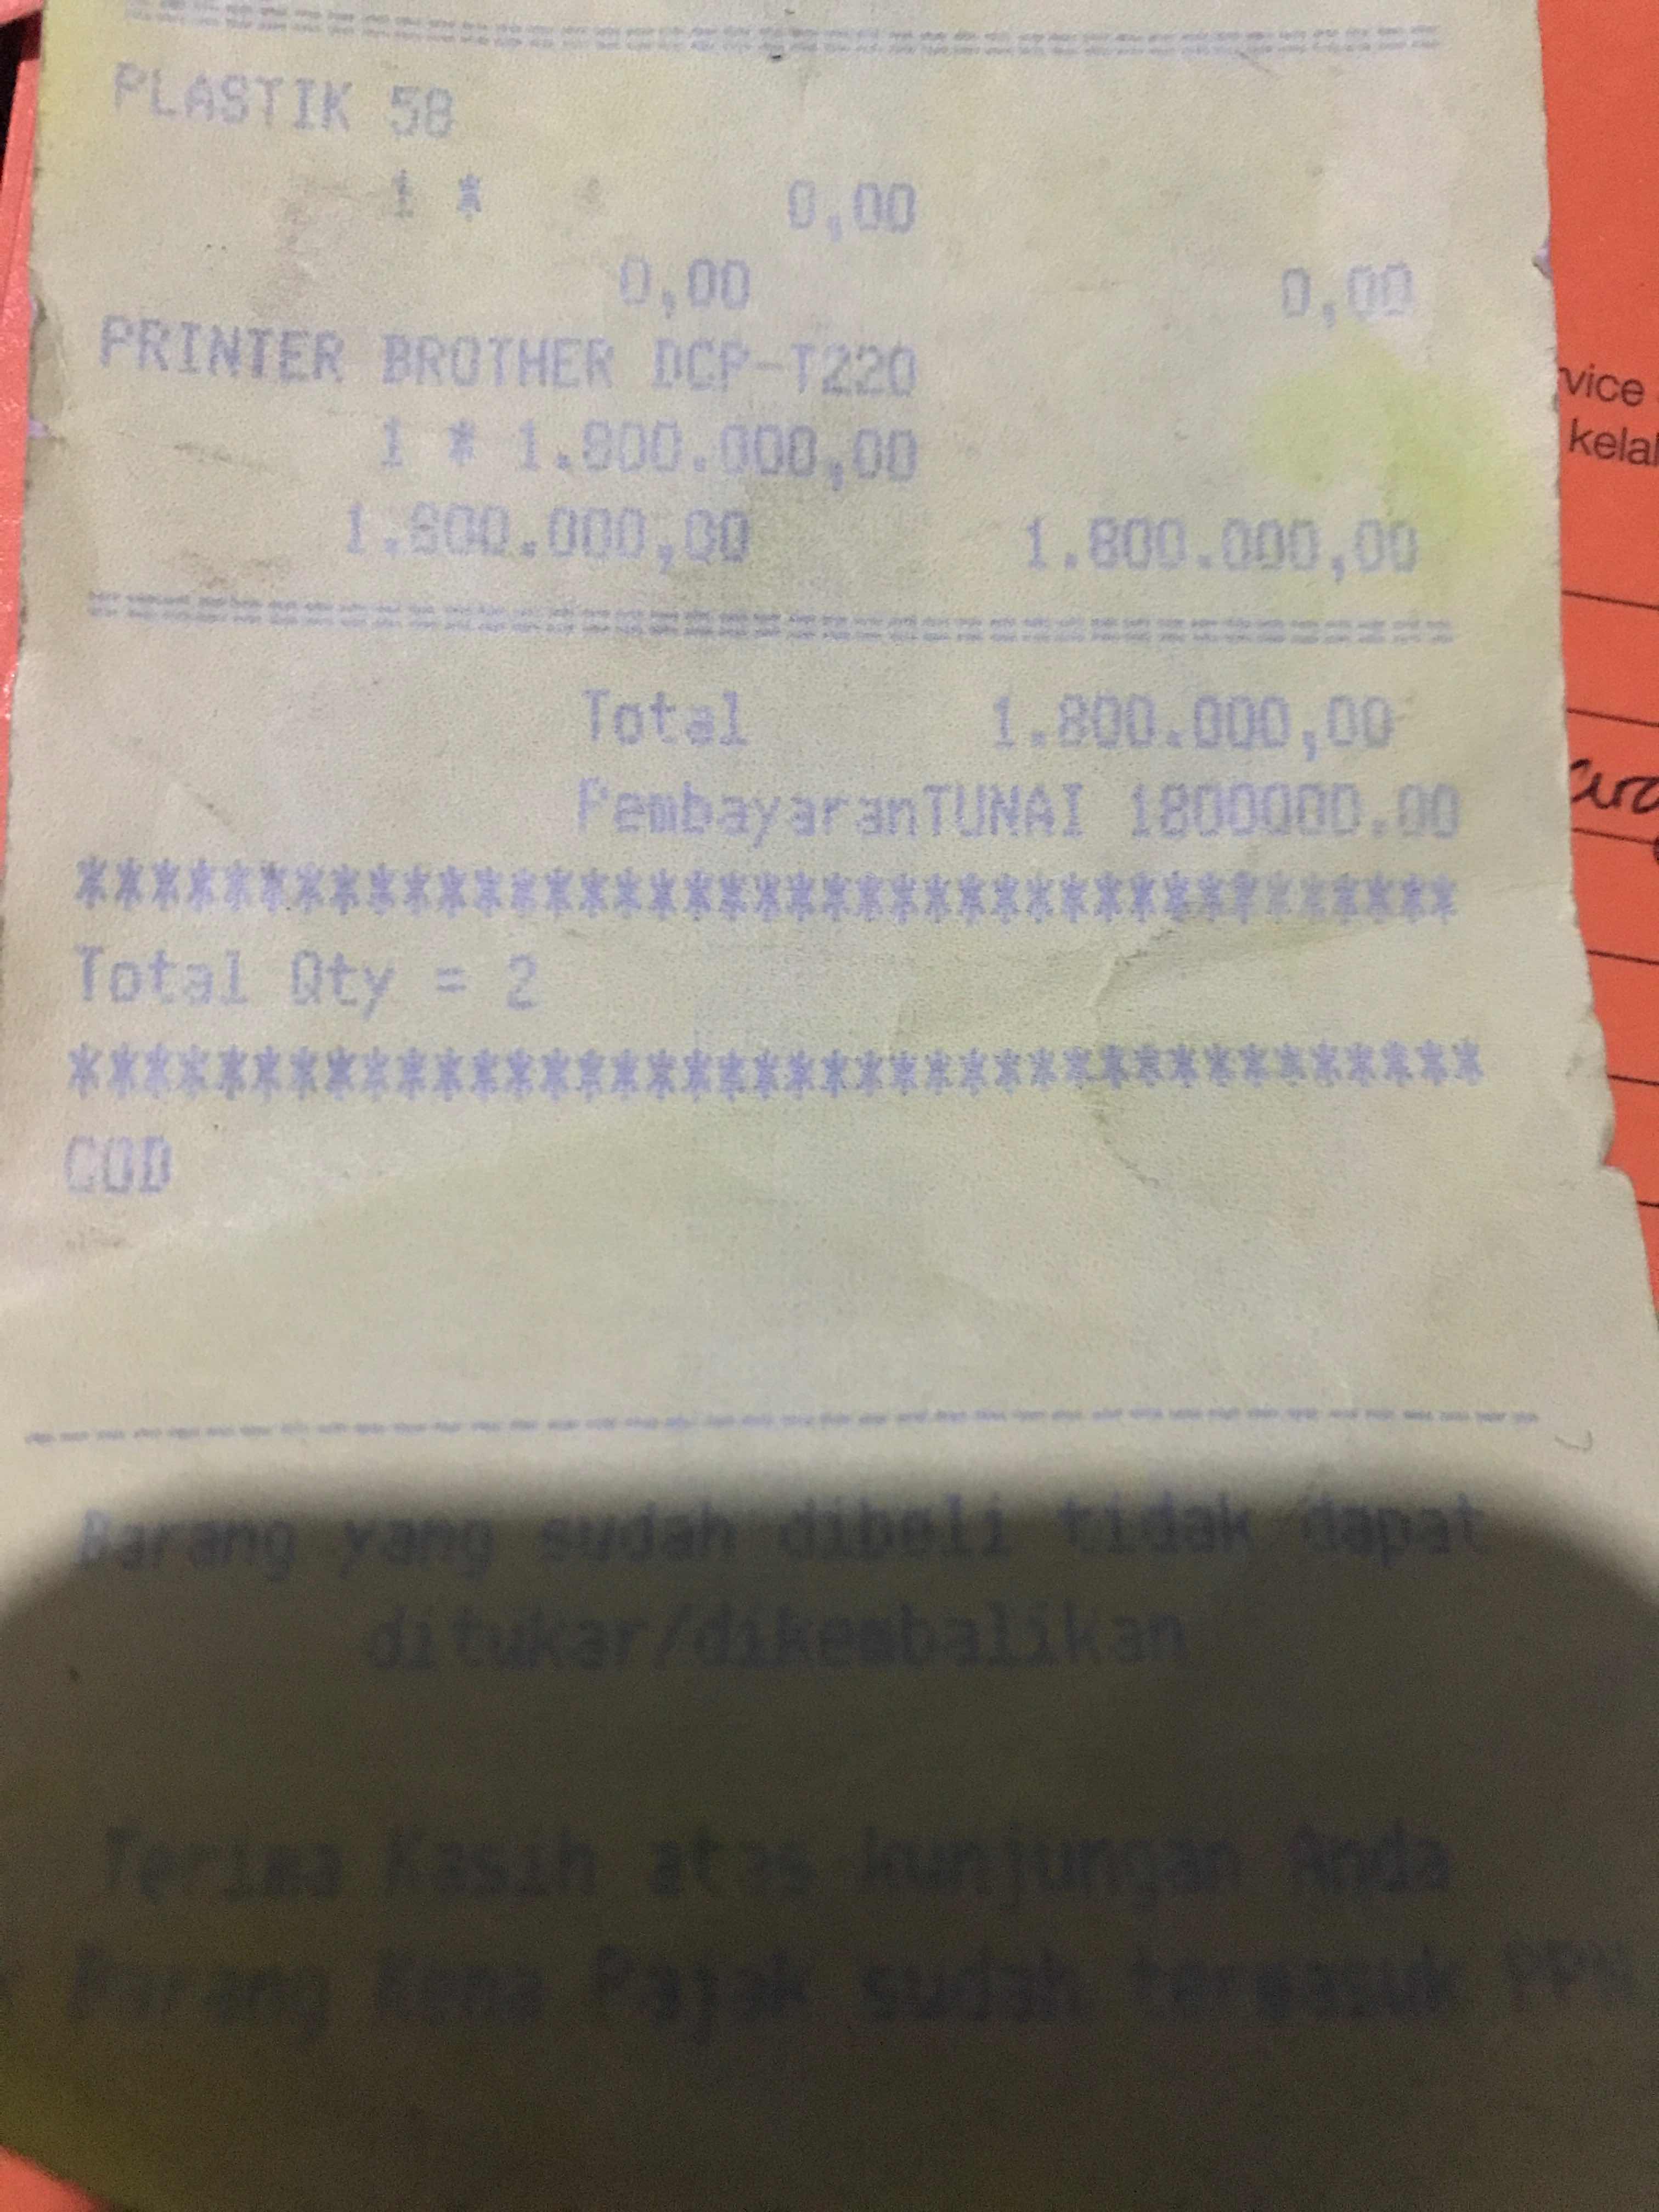 ================================================
PLASTIK 58
1 * 0,00
0,00 0,00
PRINTER BROTHER DCP-T220
1 * 1.800.000,00
1.800.000,00 1.800.000,00
================================================
Total 1.800.000,00
PembayaranTUNAI 1800000.00
***************************************
Total Qty = 2
***************************************
COD
------------------------------------------
Barang yang sudah dibeli tidak dapat
ditukar/dikembalikan
Terima Kasih atas kunjungan Anda
Barang Kena Pajak sudah termasuk PPN
vice
kelal